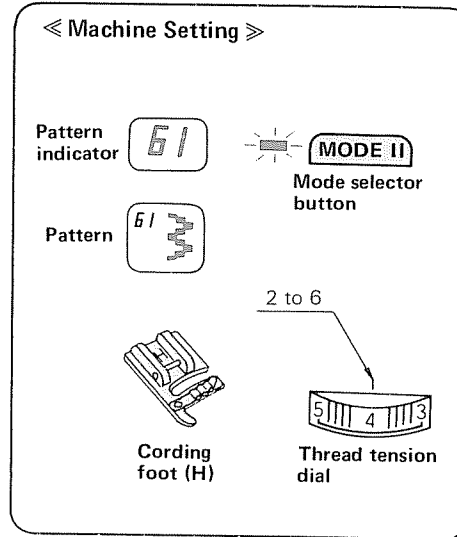 ≪ Machine Setting ≫
Pattern
indicator
61
MODE II
Mode selector
button
Pattern
61
2 to 6
5 4 3
Cording
foot (H)
Thread tension
dial